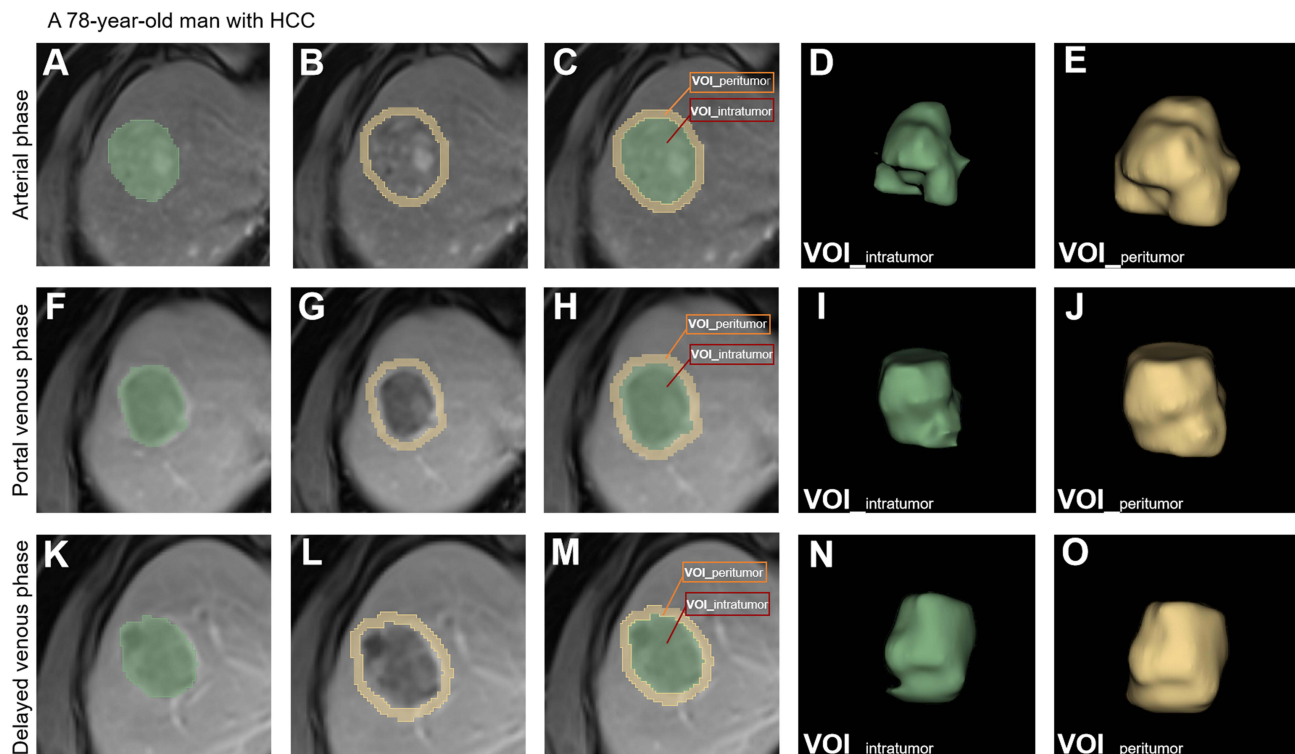 A 78-year-old man with HCC
Arterial phase
A
B
C
VOI_peritumor
VOI_intratumor
D
VOI_intratumor
E
VOI_peritumor
Portal venous phase
F
G
H
VOI_peritumor
VOI_intratumor
I
VOI_intratumor
J
VOI_peritumor
Delayed venous phase
K
L
M
VOI_peritumor
VOI_intratumor
N
VOI_intratumor
O
VOI_peritumor